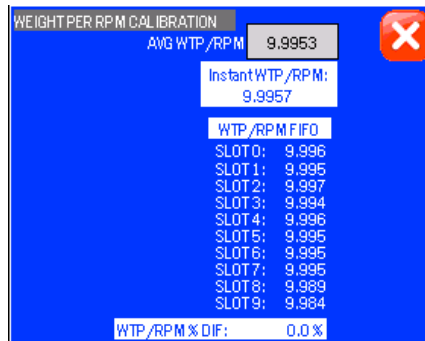 WEIGHT PER RPM CALIBRATION
AVG WTP/RPM 9.9953
Instant WTP/RPM:
9.9957
WTP/RPM FIFO
SLOT0: 9.996
SLOT1: 9.995
SLOT2: 9.997
SLOT3: 9.994
SLOT4: 9.996
SLOT5: 9.995
SLOT6: 9.995
SLOT7: 9.995
SLOT8: 9.989
SLOT9: 9.984
WTP/RPM % DIF: 0.0 %